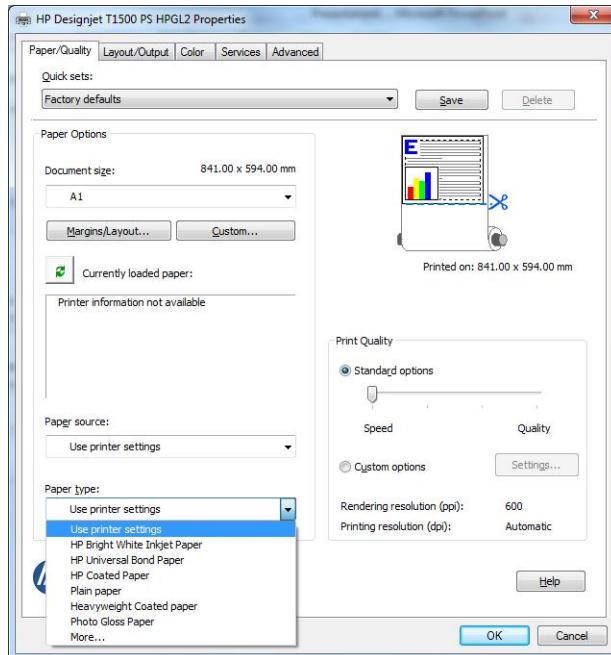 HP Designjet T1500 PS HPGL2 Properties
Paper/Quality Layout/Output Color Services Advanced
Quick sets:
Factory defaults
Save
Delete
Paper Options
Document size: 841.00 x 594.00 mm
A1
Margins/Layout...
Custom...
Currently loaded paper:
Printer information not available
Paper source:
Use printer settings
Paper type:
Use printer settings
Use printer settings
HP Bright White Inkjet Paper
HP Universal Bond Paper
HP Coated Paper
Plain paper
Heavyweight Coated paper
Photo Gloss Paper
More...
E
Printed on: 841.00 x 594.00 mm
Print Quality
Standard options
Speed Quality
Custom options
Settings...
Rendering resolution (ppi): 600
Printing resolution (dpi): Automatic
Help
OK
Cancel